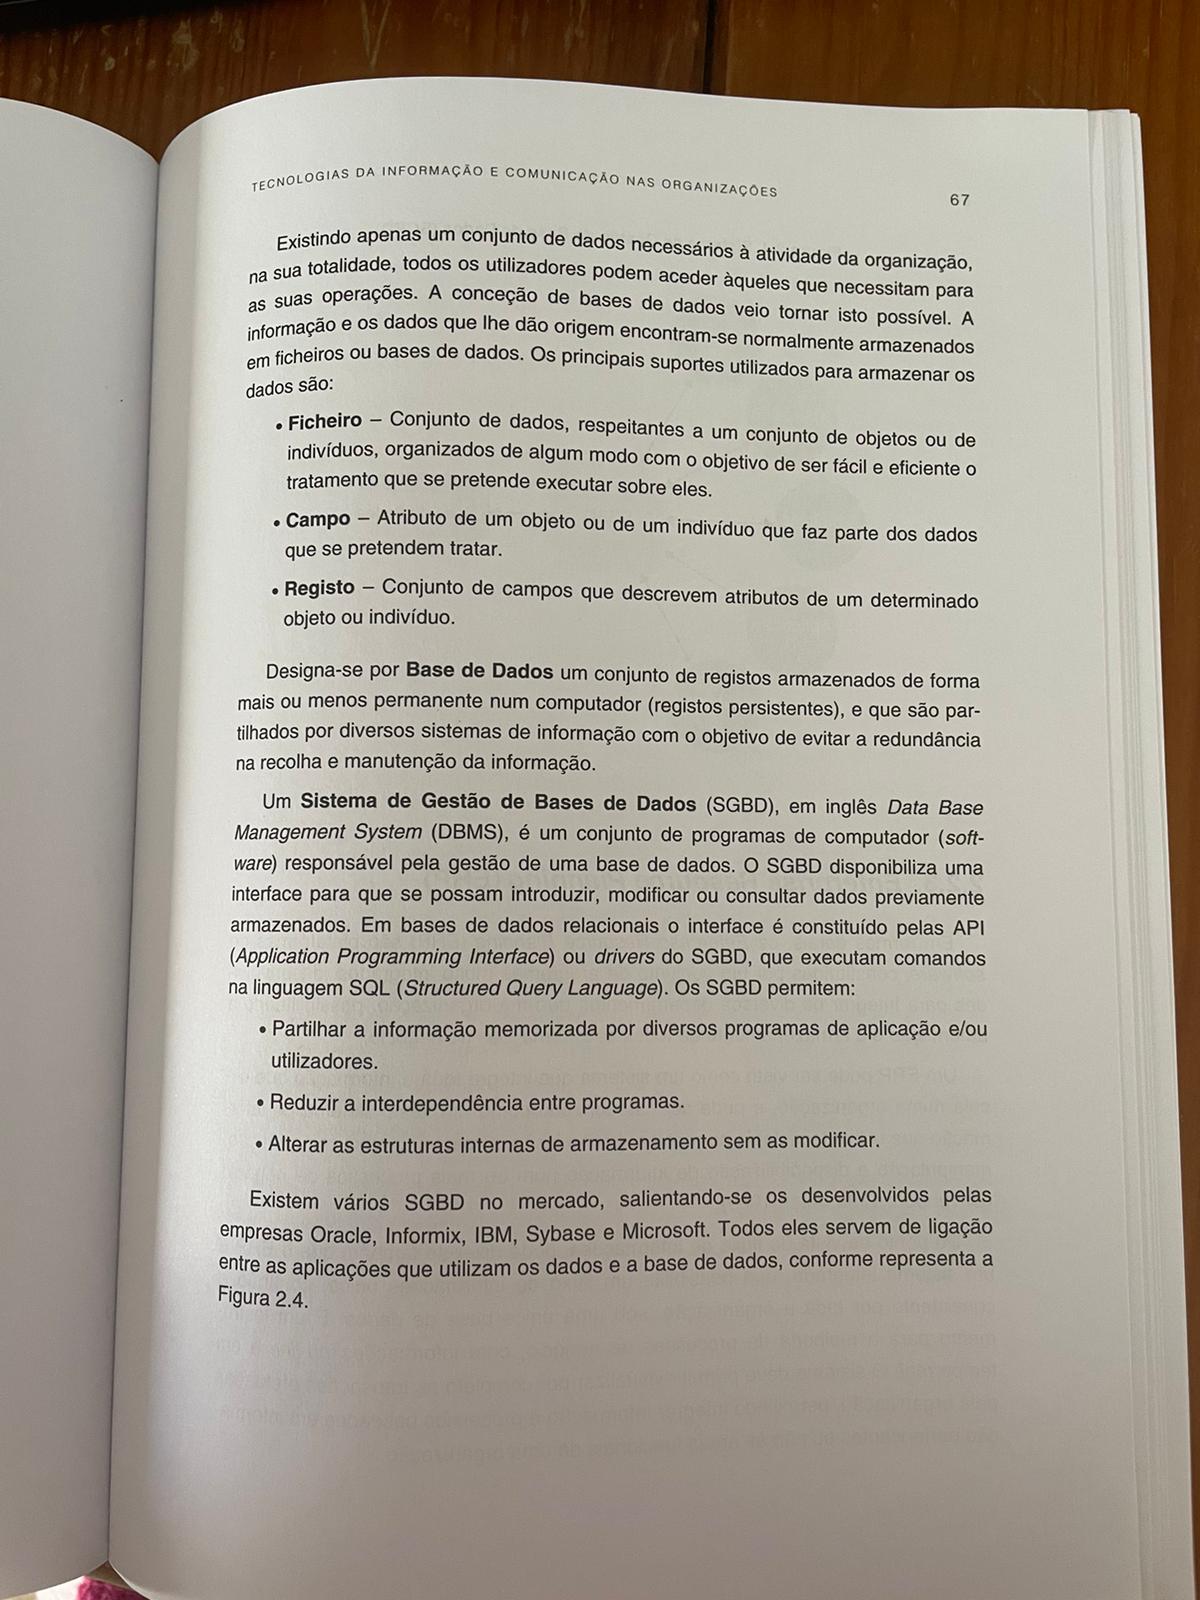 TECNOLOGIAS DA INFORMAÇÃO E COMUNICAÇÃO NAS ORGANIZAÇÕES
67
Existindo apenas um conjunto de dados necessários à atividade da organização,
na sua totalidade, todos os utilizadores podem aceder àqueles que necessitam para
as suas operações. A conceção de bases de dados veio tornar isto possível. A
informação e os dados que lhe dão origem encontram-se normalmente armazenados
em ficheiros ou bases de dados. Os principais suportes utilizados para armazenar os
dados são:
• Ficheiro – Conjunto de dados, respeitantes a um conjunto de objetos ou de
indivíduos, organizados de algum modo com o objetivo de ser fácil e eficiente o
tratamento que se pretende executar sobre eles.
• Campo – Atributo de um objeto ou de um indivíduo que faz parte dos dados
que se pretendem tratar.
• Registo – Conjunto de campos que descrevem atributos de um determinado
objeto ou indivíduo.
Designa-se por Base de Dados um conjunto de registos armazenados de forma
mais ou menos permanente num computador (registos persistentes), e que são par-
tilhados por diversos sistemas de informação com o objetivo de evitar a redundância
na recolha e manutenção da informação.
Um Sistema de Gestão de Bases de Dados (SGBD), em inglês Data Base
Management System (DBMS), é um conjunto de programas de computador (soft-
ware) responsável pela gestão de uma base de dados. O SGBD disponibiliza uma
interface para que se possam introduzir, modificar ou consultar dados previamente
armazenados. Em bases de dados relacionais o interface é constituído pelas API
(Application Programming Interface) ou drivers do SGBD, que executam comandos
na linguagem SQL (Structured Query Language). Os SGBD permitem:
• Partilhar a informação memorizada por diversos programas de aplicação e/ou
utilizadores.
• Reduzir a interdependência entre programas.
• Alterar as estruturas internas de armazenamento sem as modificar.
Existem vários SGBD no mercado, salientando-se os desenvolvidos pelas
empresas Oracle, Informix, IBM, Sybase e Microsoft. Todos eles servem de ligação
entre as aplicações que utilizam os dados e a base de dados, conforme representa a
Figura 2.4.